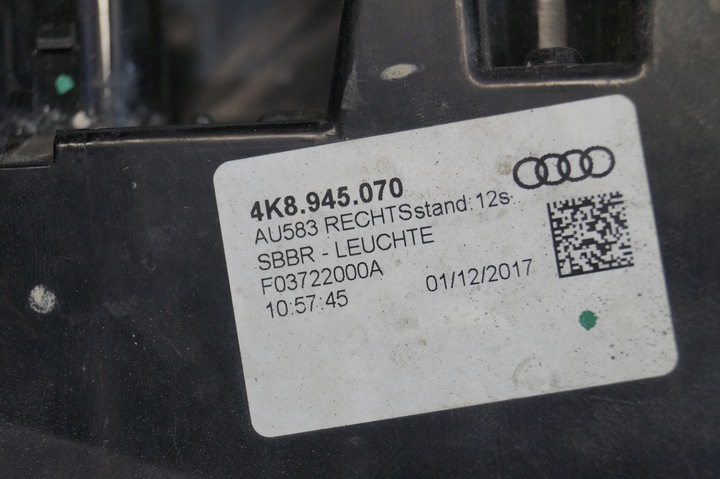 4K8.945.070
AU583 RECHTSstand:12s.
SBBR - LEUCHTE
F03722000A
10:57:45
01/12/2017